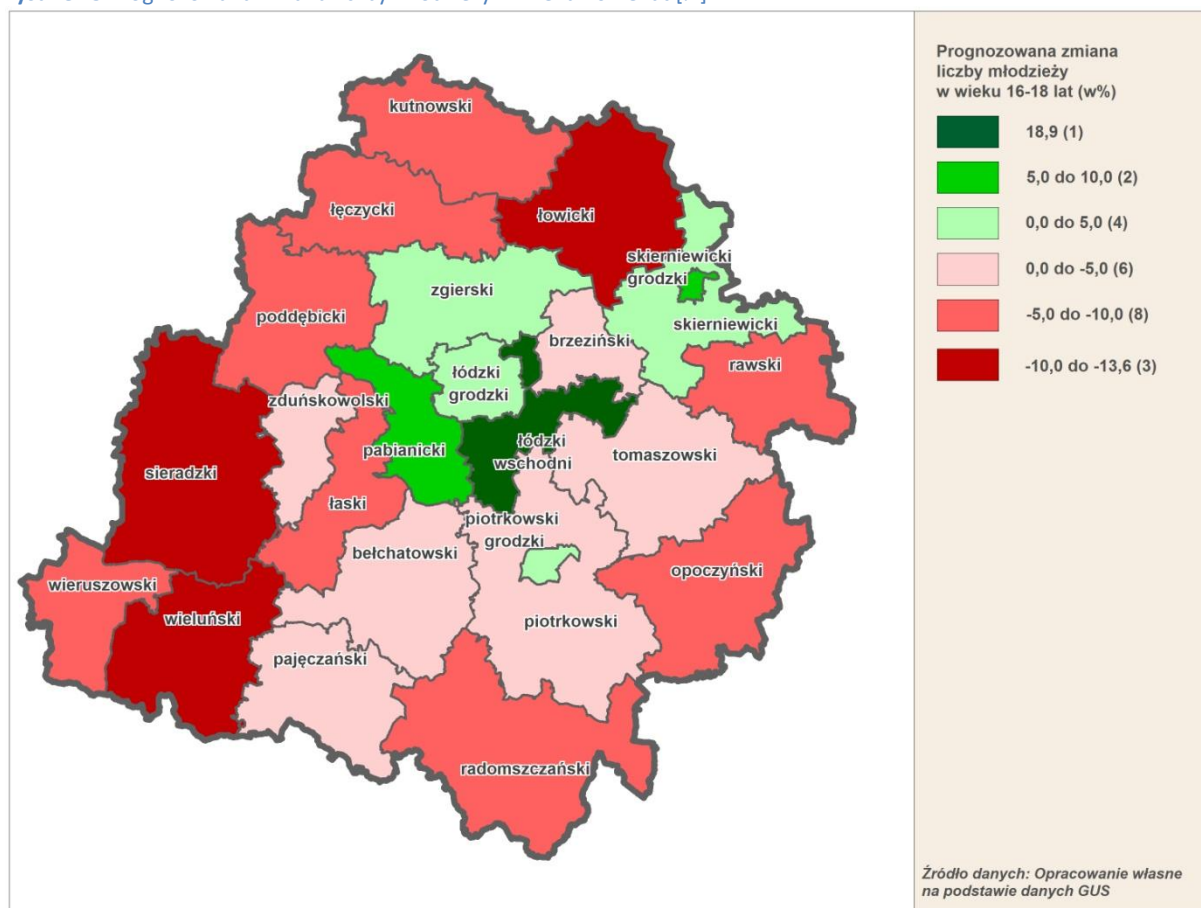 Prognozowana zmiana
liczby młodzieży
w wieku 16-18 lat (w%)
18,9 (1)
5,0 do 10,0 (2)
0,0 do 5,0 (4)
0,0 do -5,0 (6)
-5,0 do -10,0 (8)
-10,0 do -13,6 (3)
kutnowski
łęczycki
łowicki
skierniewicki
grodzki
zgierski
poddębicki
skierniewicki
brzeziński
rawski
łódzki
grodzki
zduńskowolski
pabianicki
łódzki
wschodni
tomaszowski
sieradzki
łaski
piotrkowski
grodzki
bełchatowski
opoczyński
wieruszowski
wieluński
piotrkowski
pajęczański
radomszczański
Źródło danych: Opracowanie własne
na podstawie danych GUS